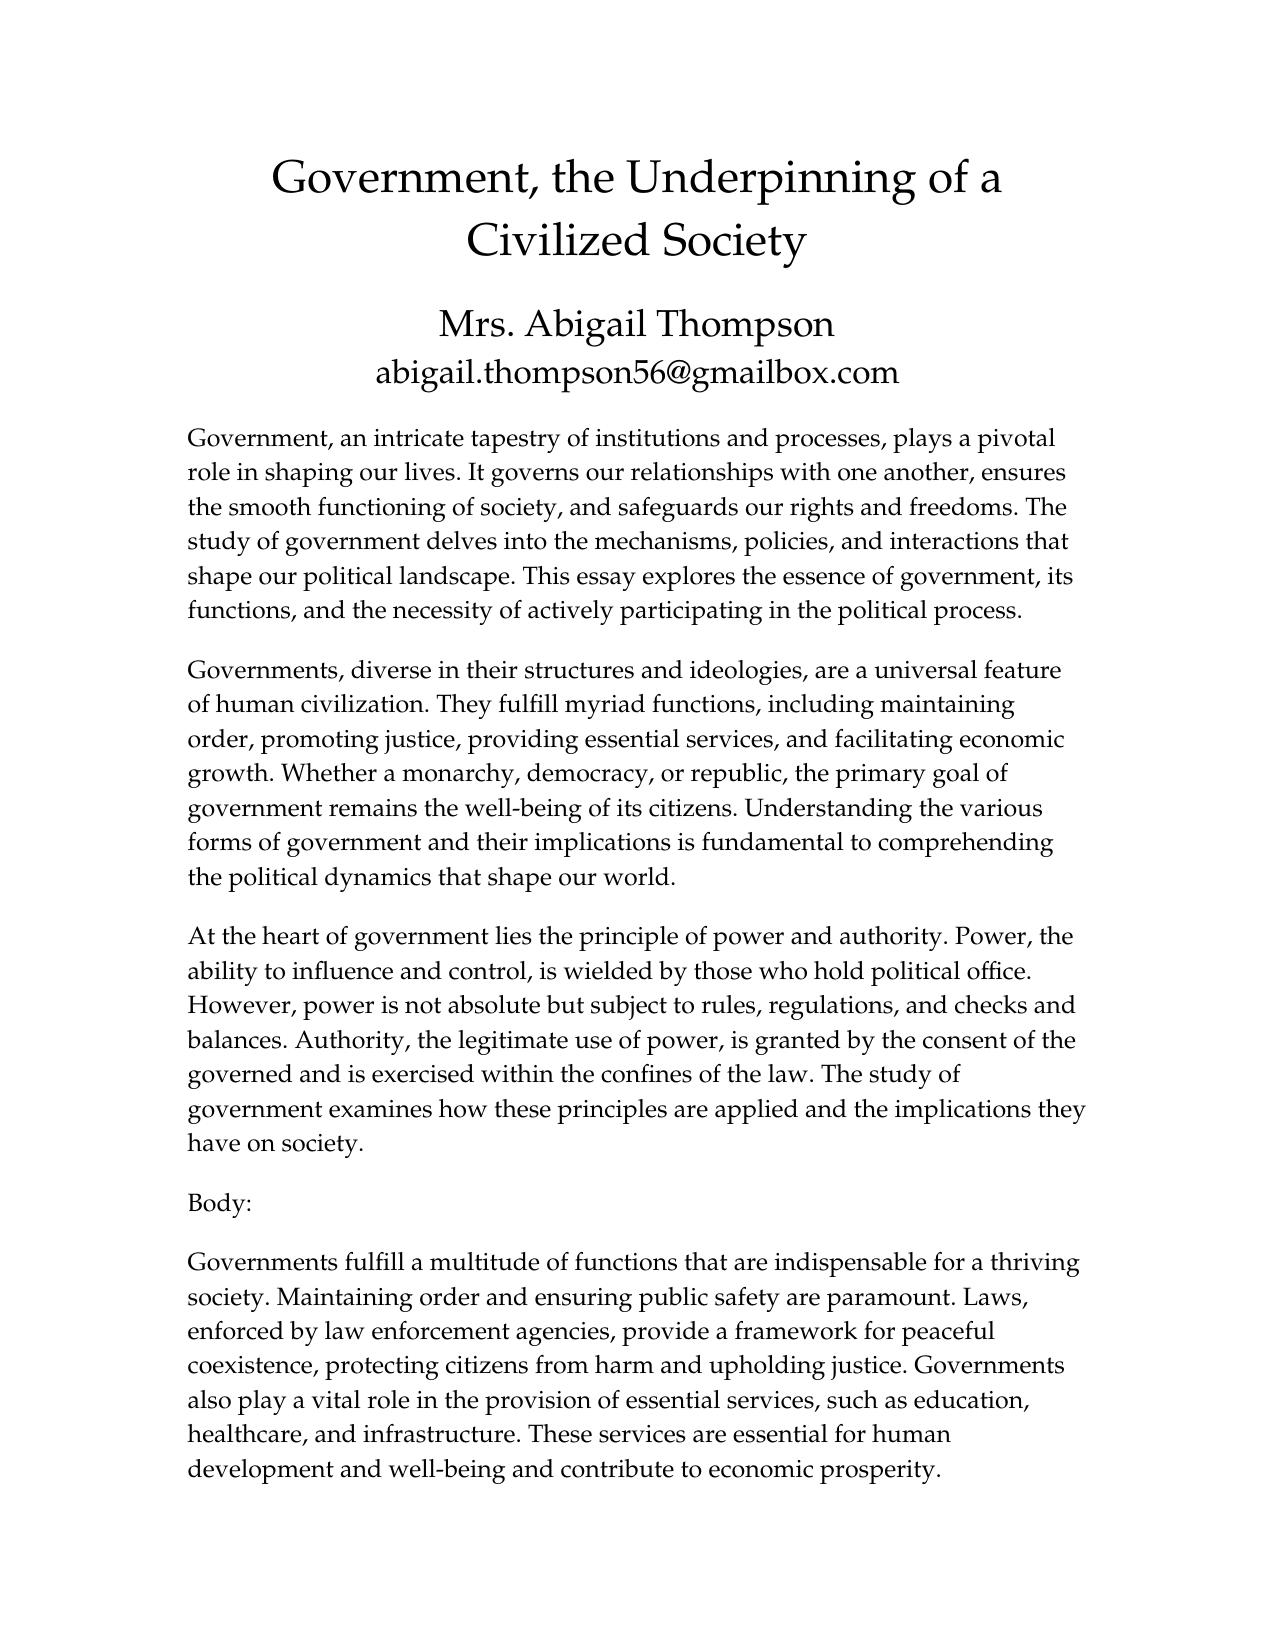 Government, the Underpinning of a
Civilized Society
Mrs. Abigail Thompson
abigail.thompson56@gmailbox.com
Government, an intricate tapestry of institutions and processes, plays a pivotal
role in shaping our lives. It governs our relationships with one another, ensures
the smooth functioning of society, and safeguards our rights and freedoms. The
study of government delves into the mechanisms, policies, and interactions that
shape our political landscape. This essay explores the essence of government, its
functions, and the necessity of actively participating in the political process.
Governments, diverse in their structures and ideologies, are a universal feature
of human civilization. They fulfill myriad functions, including maintaining
order, promoting justice, providing essential services, and facilitating economic
growth. Whether a monarchy, democracy, or republic, the primary goal of
government remains the well-being of its citizens. Understanding the various
forms of government and their implications is fundamental to comprehending
the political dynamics that shape our world.
At the heart of government lies the principle of power and authority. Power, the
ability to influence and control, is wielded by those who hold political office.
However, power is not absolute but subject to rules, regulations, and checks and
balances. Authority, the legitimate use of power, is granted by the consent of the
governed and is exercised within the confines of the law. The study of
government examines how these principles are applied and the implications they
have on society.
Body:
Governments fulfill a multitude of functions that are indispensable for a thriving
society. Maintaining order and ensuring public safety are paramount. Laws,
enforced by law enforcement agencies, provide a framework for peaceful
coexistence, protecting citizens from harm and upholding justice. Governments
also play a vital role in the provision of essential services, such as education,
healthcare, and infrastructure. These services are essential for human
development and well-being and contribute to economic prosperity.